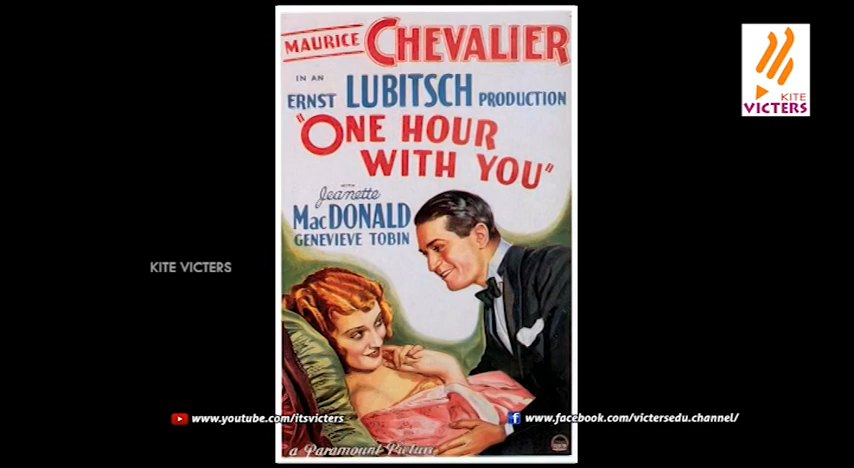 MAURICE CHEVALIER
IN AN
ERNST LUBITSCH PRODUCTION
"ONE HOUR
WITH YOU"
WITH
Jeanette
MacDONALD
GENEVIEVE TOBIN
a Paramount Picture
KITE VICTERS
KITE
VICTERS
www.youtube.com/itsvicters
www.facebook.com/victersedu.channel/